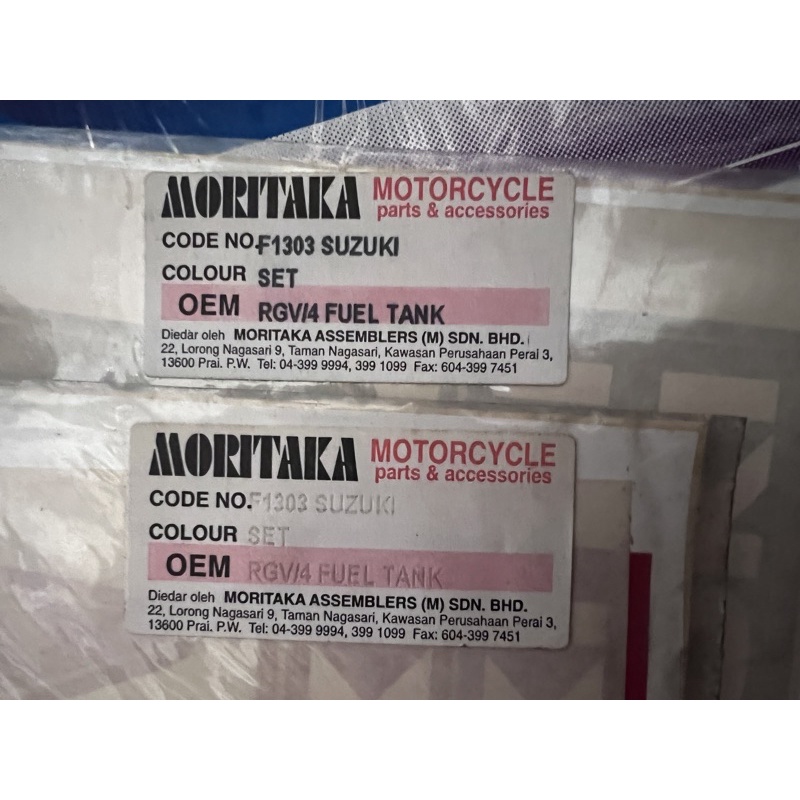 MORITAKA MOTORCYCLE
parts & accessories
CODE NO. F1303 SUZUKI
COLOUR SET
OEM RGV/4 FUEL TANK
Diedar oleh MORITAKA ASSEMBLERS (M) SDN. BHD.
22, Lorong Nagasari 9, Taman Nagasari, Kawasan Perusahaan Perai 3,
13600 Prai. P.W. Tel: 04-399 9994, 399 1099 Fax: 604-399 7451
MORITAKA MOTORCYCLE
parts & accessories
CODE NO. F1303 SUZUKI
COLOUR SET
OEM RGV/4 FUEL TANK
Diedar oleh MORITAKA ASSEMBLERS (M) SDN. BHD.
22, Lorong Nagasari 9, Taman Nagasari, Kawasan Perusahaan Perai 3,
13600 Prai. P.W. Tel: 04-399 9994, 399 1099 Fax: 604-399 7451